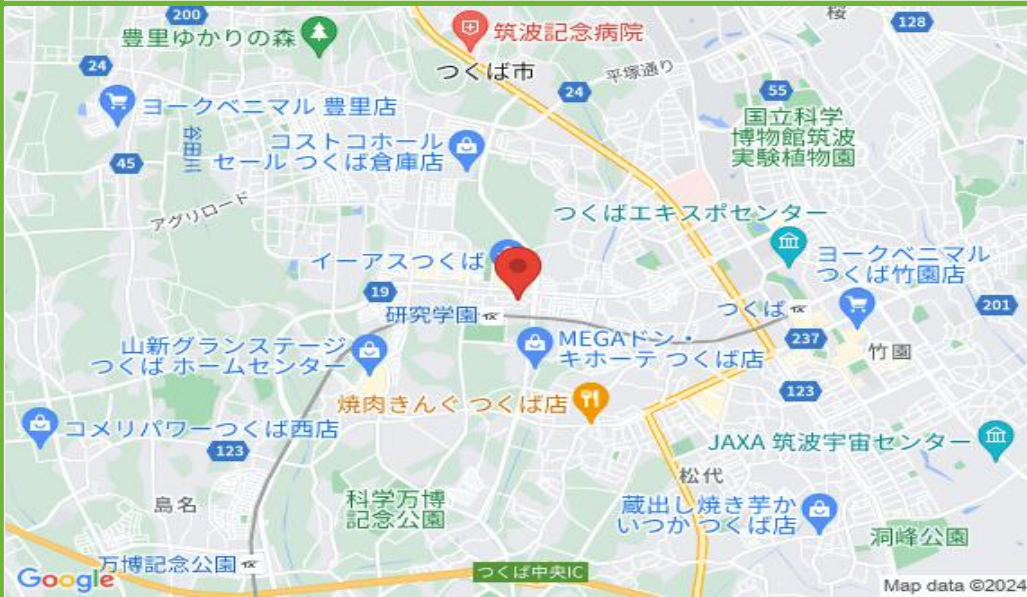 200
桜
128
豊里ゆかりの森
筑波記念病院
つくば市
平塚通り
24
24
55
ヨークベニマル 豊里店
国立科学
博物館筑波
実験植物園
谷田川
コストコホール
セール つくば倉庫店
45
アグリロード
つくばエキスポセンター
イーアスつくば
ヨークベニマル
つくば竹園店
19
研究学園
つくば
201
山新グランステージ
つくば ホームセンター
MEGAドン・
キホーテ つくば店
237
竹園
123
焼肉きんぐ つくば店
コメリパワーつくば西店
JAXA 筑波宇宙センター
123
松代
島名
科学万博
記念公園
蔵出し焼き芋か
いつか つくば店
洞峰公園
万博記念公園
つくば中央IC
Google
Map data ©2024